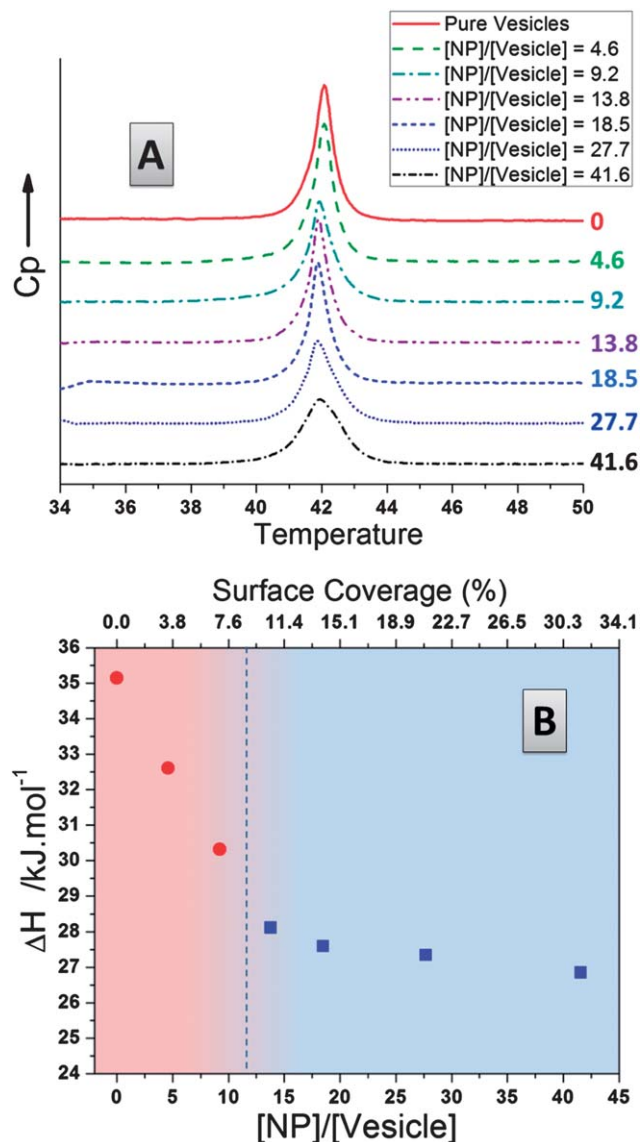 Pure Vesicles
[NP]/[Vesicle] = 4.6
[NP]/[Vesicle] = 9.2
[NP]/[Vesicle] = 13.8
[NP]/[Vesicle] = 18.5
[NP]/[Vesicle] = 27.7
[NP]/[Vesicle] = 41.6
A
Cp
0
4.6
9.2
13.8
18.5
27.7
41.6
34 36 38 40 42 44 46 48 50
Temperature
Surface Coverage (%)
0.0 3.8 7.6 11.4 15.1 18.9 22.7 26.5 30.3 34.1
B
ΔH /kJ.mol⁻¹
36
35
34
33
32
31
30
29
28
27
26
25
24
0 5 10 15 20 25 30 35 40 45
[NP]/[Vesicle]